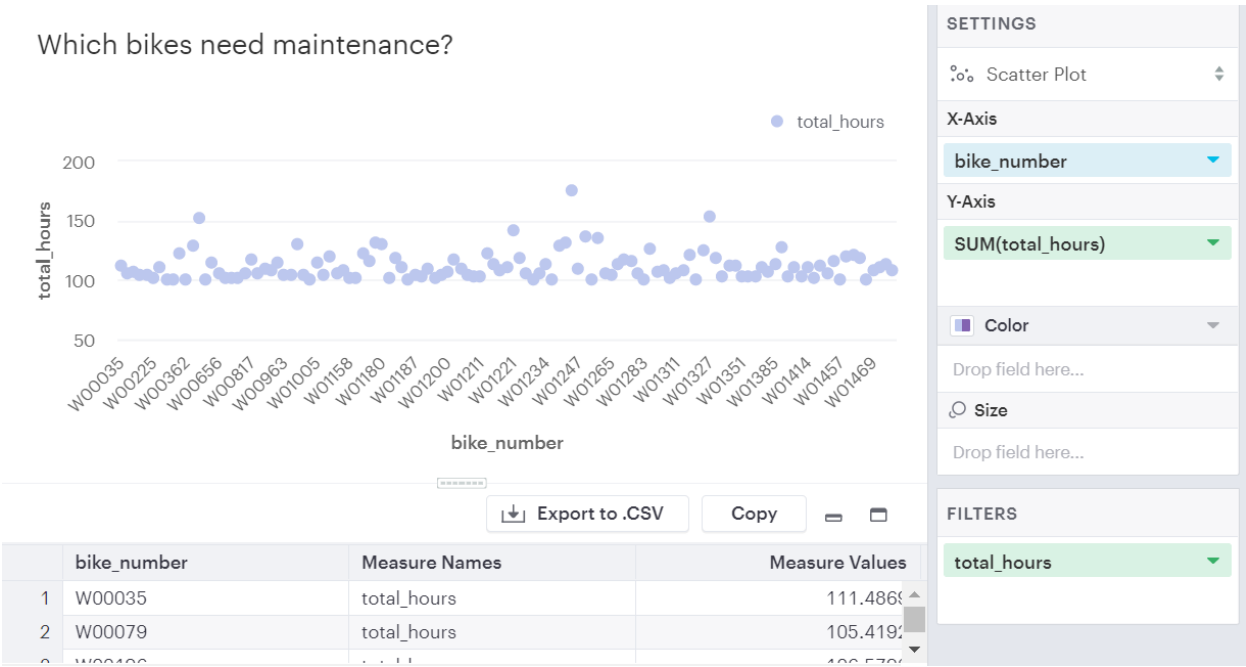 Which bikes need maintenance?
total_hours
200
150
100
50
total_hours
W00035
W00225
W00362
W00656
W00817
W00963
W01005
W01158
W01180
W01187
W01200
W01211
W01221
W01234
W01247
W01265
W01283
W01311
W01327
W01351
W01385
W01414
W01457
W01469
bike_number
Export to .CSV Copy
bike_number Measure Names Measure Values
1 W00035 total_hours 111.4869
2 W00079 total_hours 105.4192
SETTINGS
Scatter Plot
X-Axis
bike_number
Y-Axis
SUM(total_hours)
Color
Drop field here...
Size
Drop field here...
FILTERS
total_hours